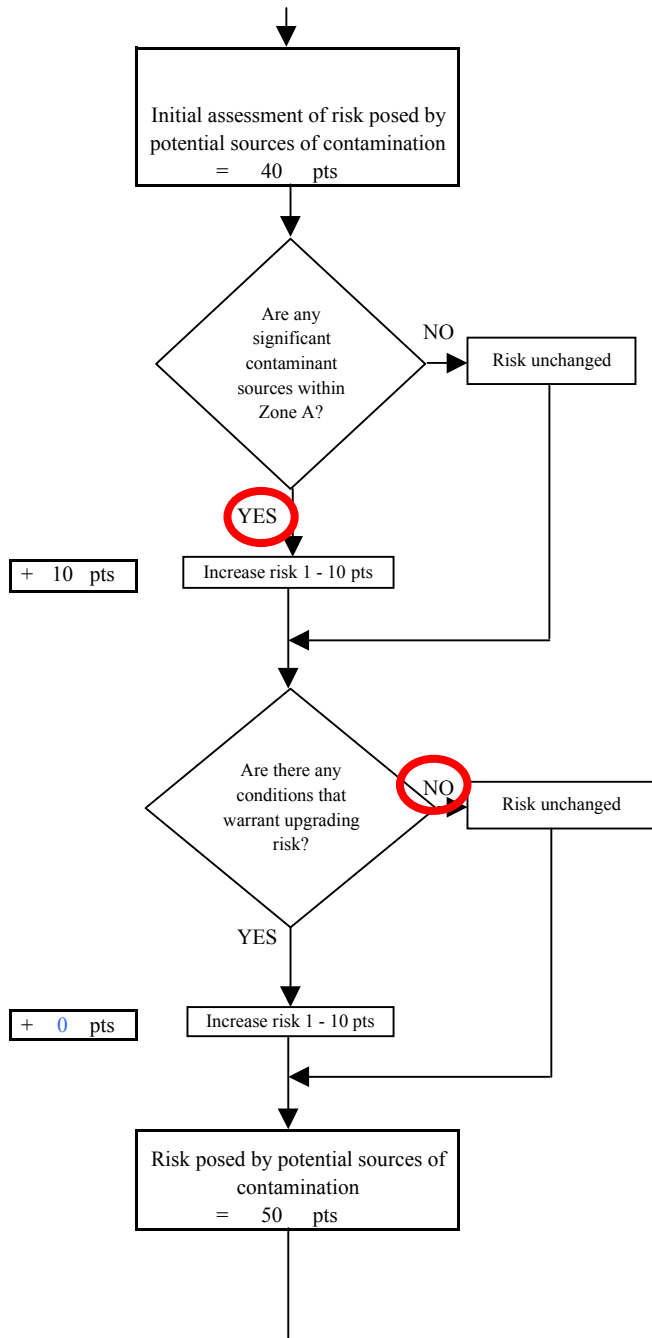 Initial assessment of risk posed by
potential sources of contamination
= 40 pts
Are any
significant
contaminant
sources within
Zone A?
NO
Risk unchanged
YES
+ 10 pts
Increase risk 1 - 10 pts
Are there any
conditions that
warrant upgrading
risk?
NO
Risk unchanged
YES
+ 0 pts
Increase risk 1 - 10 pts
Risk posed by potential sources of
contamination
= 50 pts